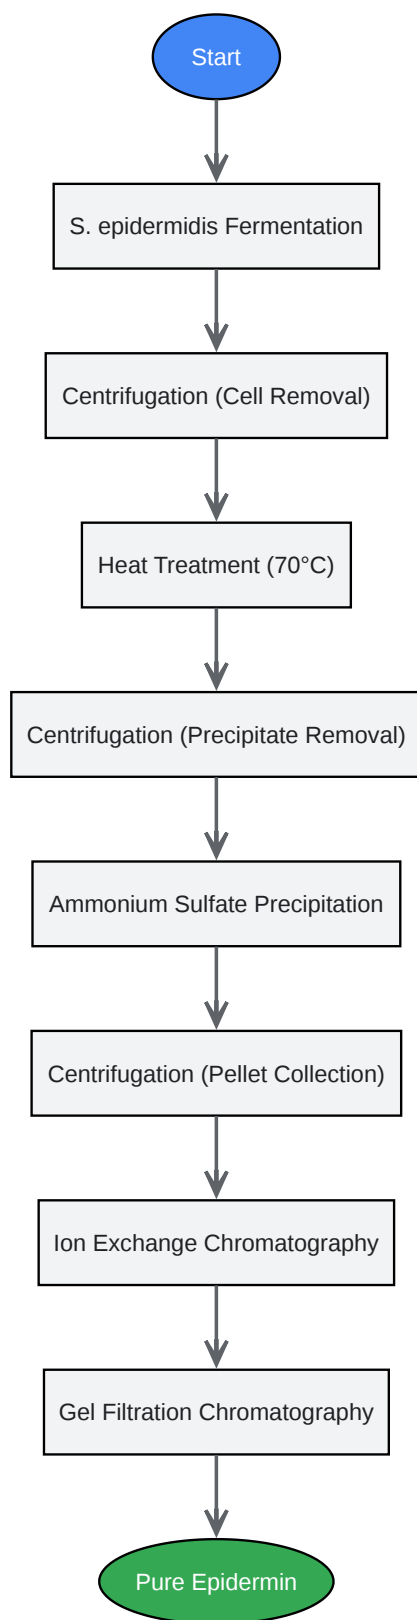 Start
S. epidermidis Fermentation
Centrifugation (Cell Removal)
Heat Treatment (70°C)
Centrifugation (Precipitate Removal)
Ammonium Sulfate Precipitation
Centrifugation (Pellet Collection)
Ion Exchange Chromatography
Gel Filtration Chromatography
Pure Epidermin